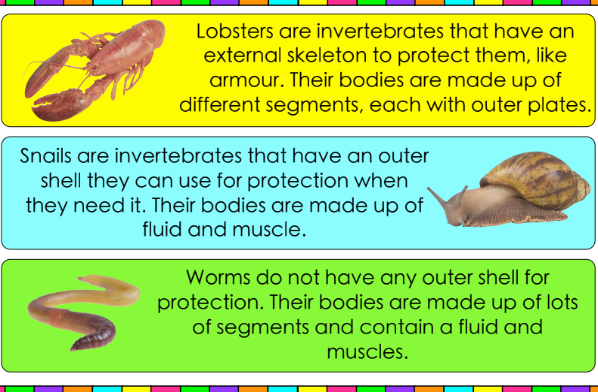 Lobsters are invertebrates that have an
external skeleton to protect them, like
armour. Their bodies are made up of
different segments, each with outer plates.
Snails are invertebrates that have an outer
shell they can use for protection when
they need it. Their bodies are made up of
fluid and muscle.
Worms do not have any outer shell for
protection. Their bodies are made up of lots
of segments and contain a fluid and
muscles.